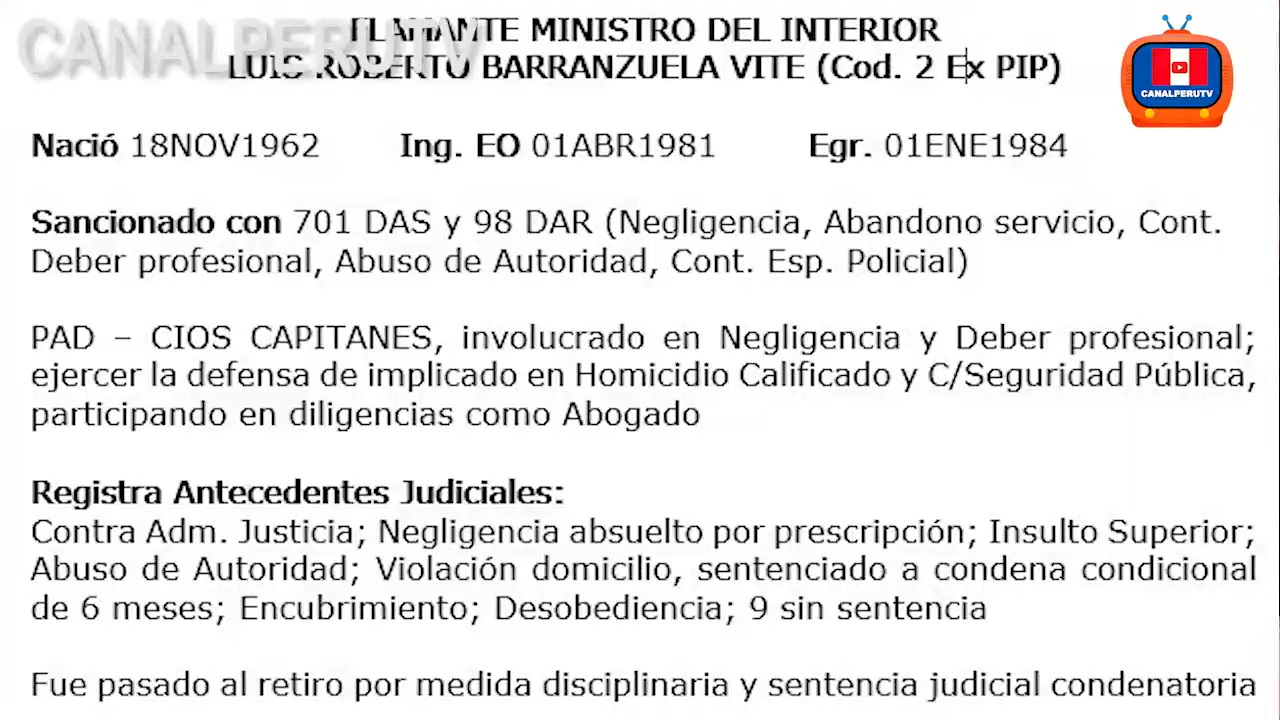 CANALPERUTV
FLAMANTE MINISTRO DEL INTERIOR
LUIS ROBERTO BARRANZUELA VITE (Cod. 2 Ex PIP)
CANALPERUTV
Nació 18NOV1962 Ing. EO 01ABR1981 Egr. 01ENE1984
Sancionado con 701 DAS y 98 DAR (Negligencia, Abandono servicio, Cont.
Deber profesional, Abuso de Autoridad, Cont. Esp. Policial)
PAD – CIOS CAPITANES, involucrado en Negligencia y Deber profesional;
ejercer la defensa de implicado en Homicidio Calificado y C/Seguridad Pública,
participando en diligencias como Abogado
Registra Antecedentes Judiciales:
Contra Adm. Justicia; Negligencia absuelto por prescripción; Insulto Superior;
Abuso de Autoridad; Violación domicilio, sentenciado a condena condicional
de 6 meses; Encubrimiento; Desobediencia; 9 sin sentencia
Fue pasado al retiro por medida disciplinaria y sentencia judicial condenatoria